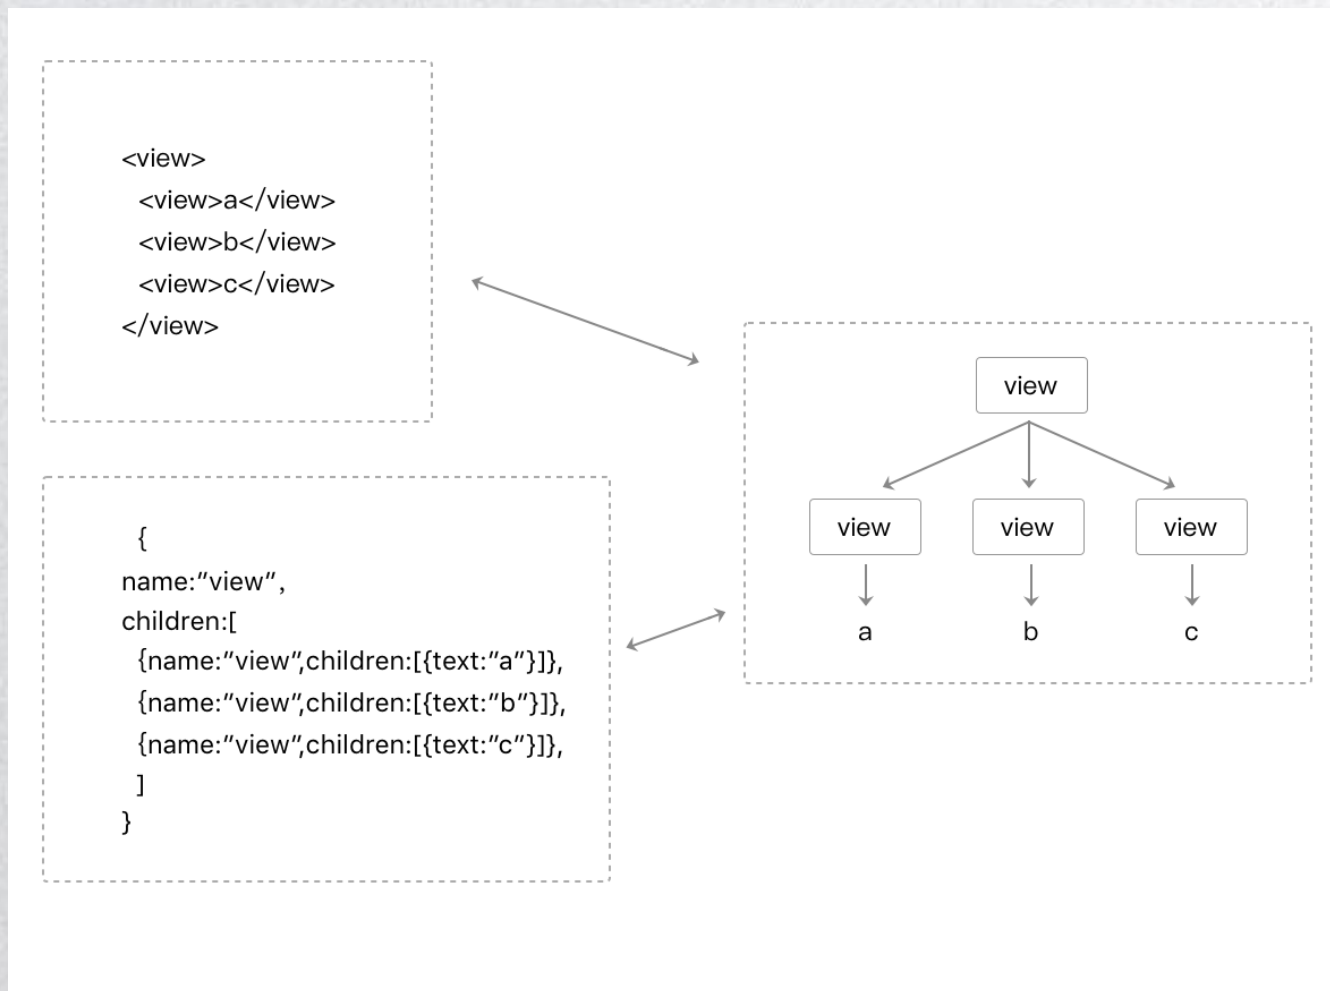 <view>
<view>a</view>
<view>b</view>
<view>c</view>
</view>
{
name:"view",
children:[
{name:"view",children:[{text:"a"}]},
{name:"view",children:[{text:"b"}]},
{name:"view",children:[{text:"c"}]},
]
}
view
view view view
a b c